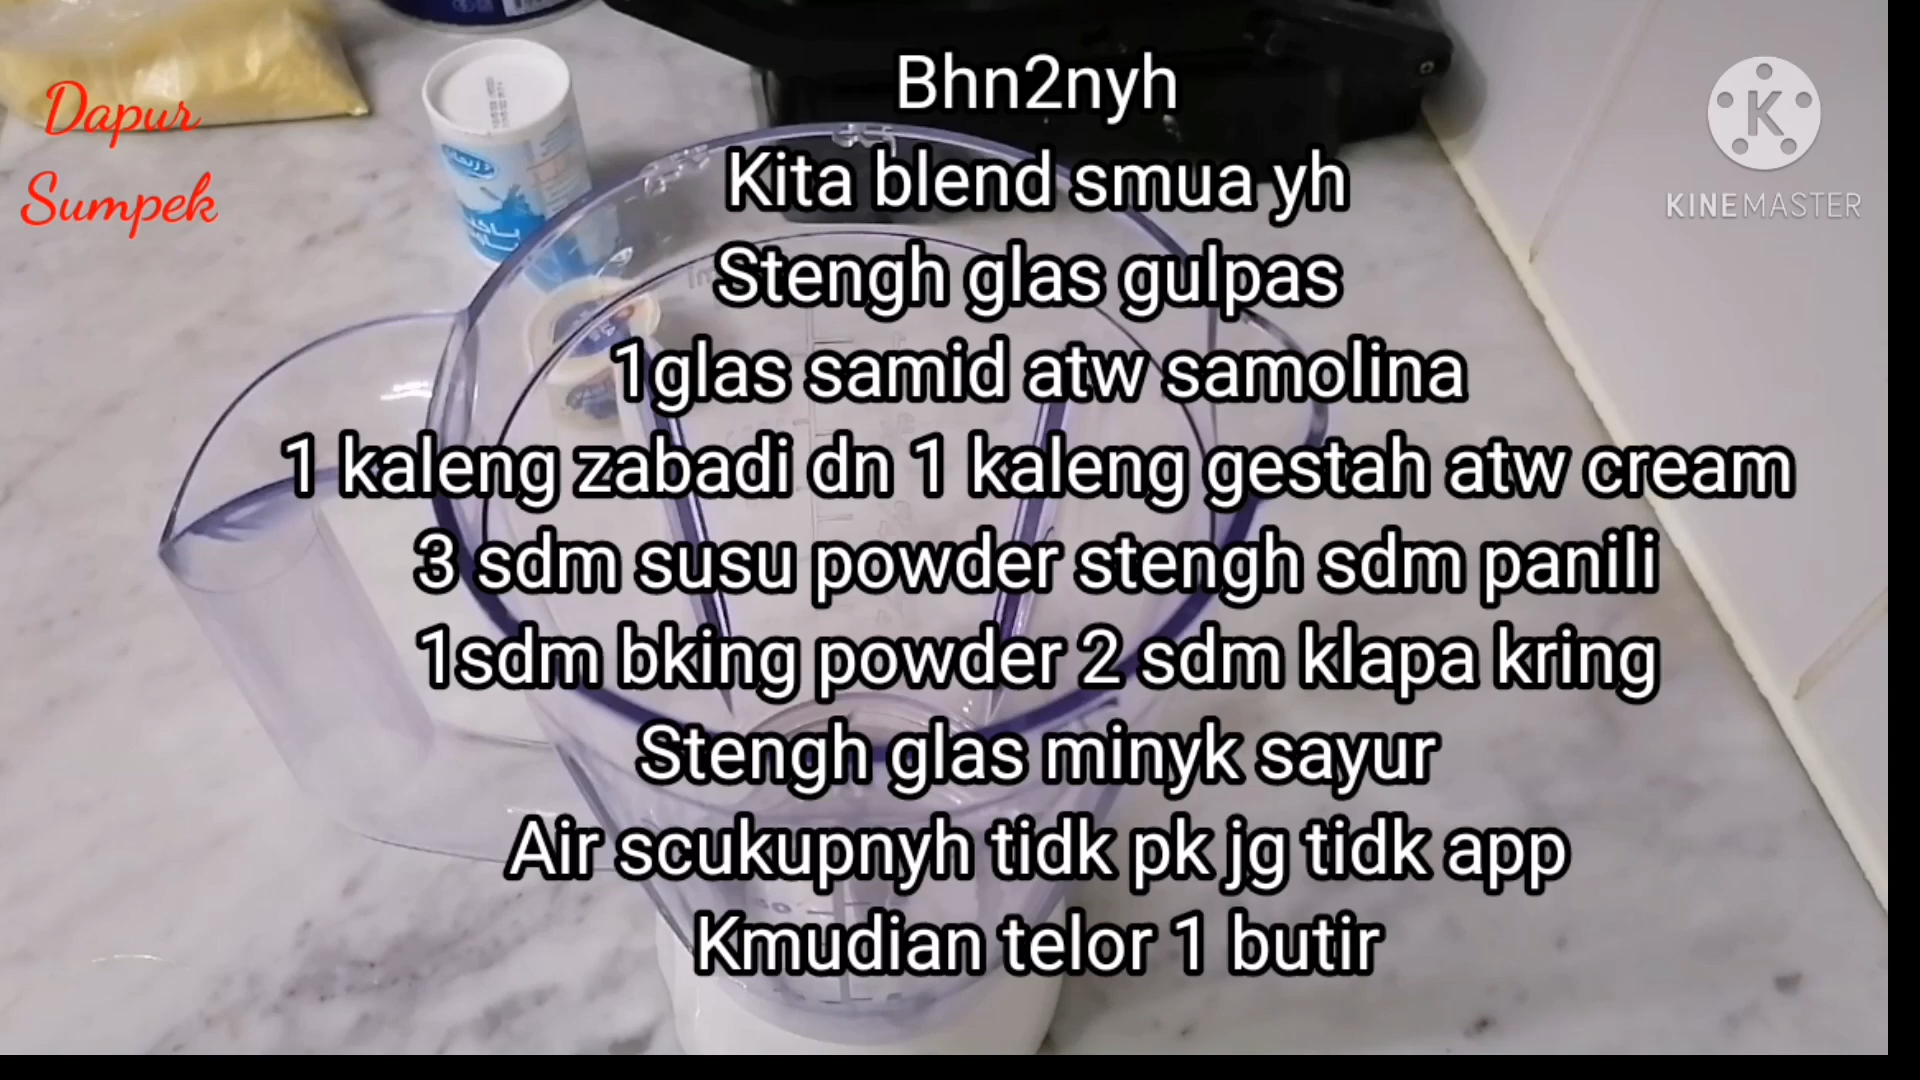 Dapur
Sumpek
Bhn2nyh
Kita blend smua yh
Stengh glas gulpas
1glas samid atw samolina
1 kaleng zabadi dn 1 kaleng gestah atw cream
3 sdm susu powder stengh sdm panili
1sdm bking powder 2 sdm klapa kring
Stengh glas minyk sayur
Air scukupnyh tidk pk jg tidk app
Kmudian telor 1 butir
K
KINEMASTER